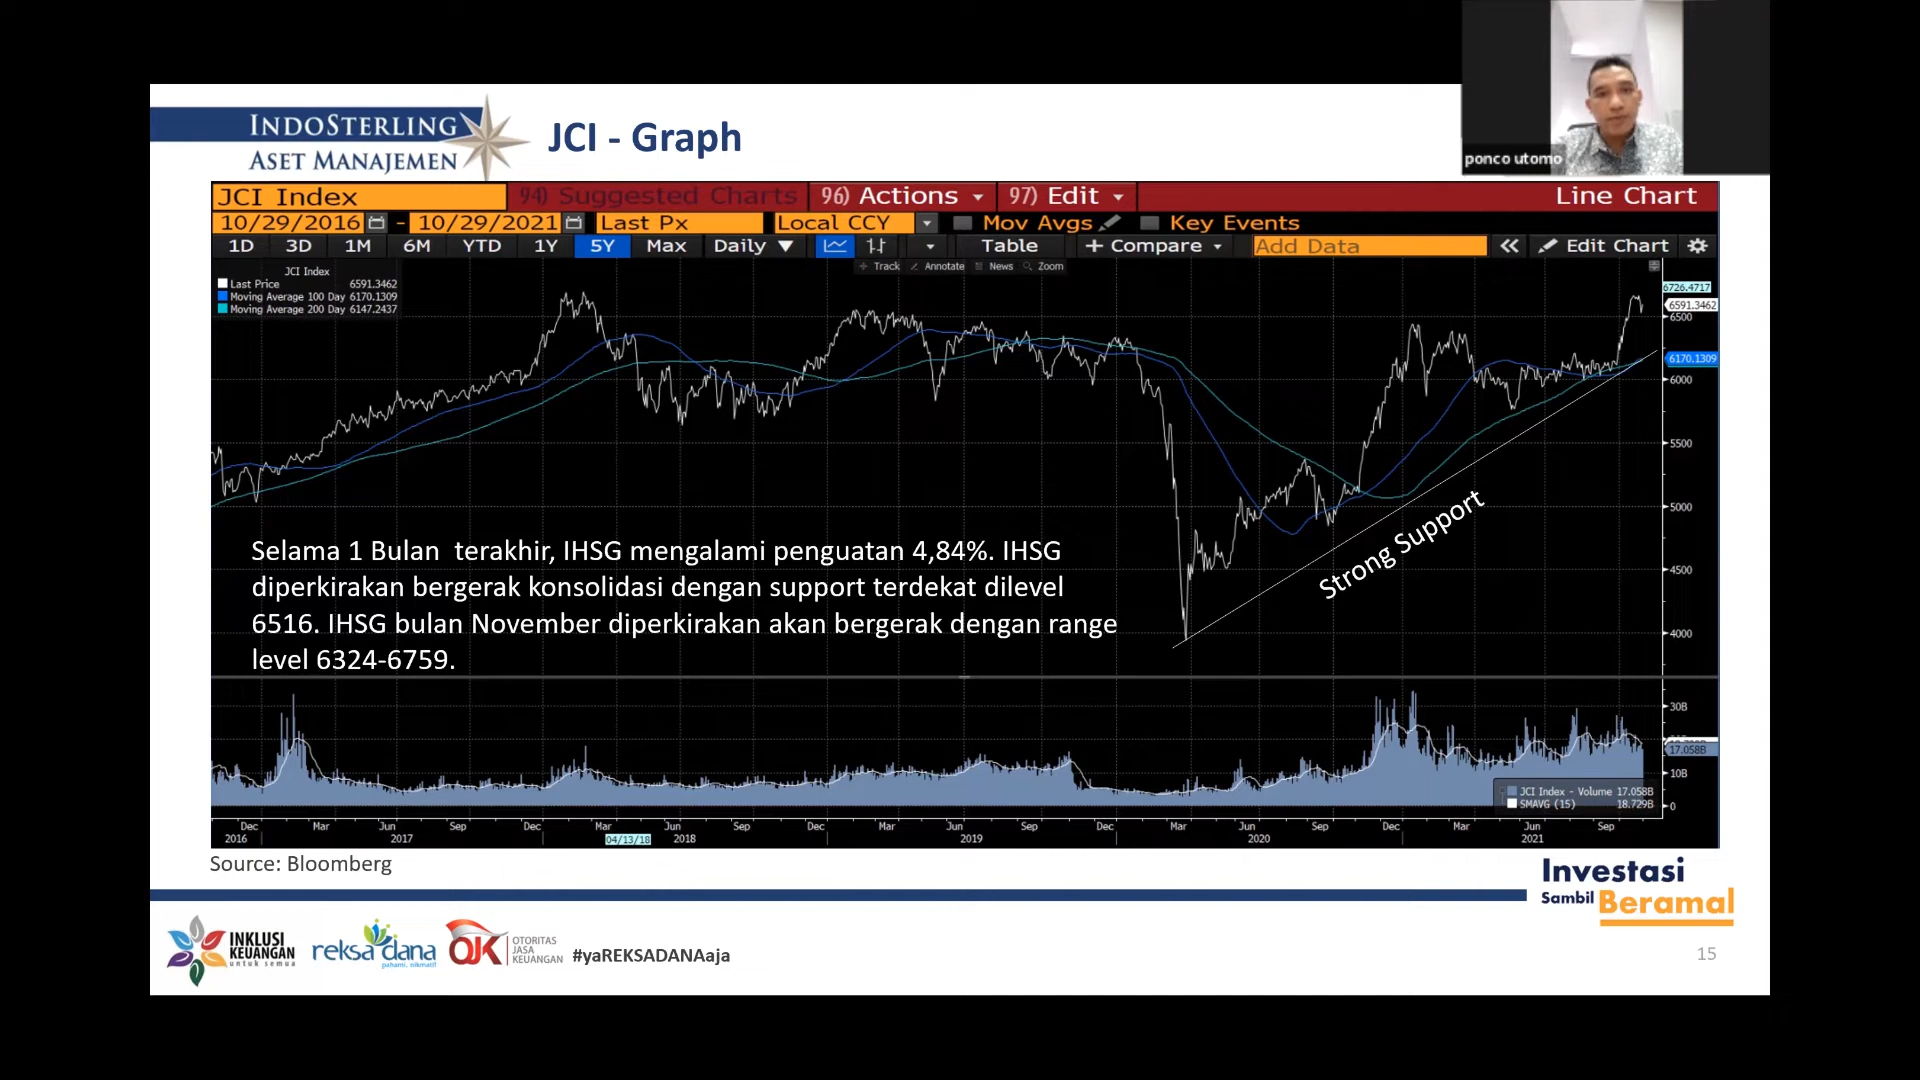 ponco utomo
INDOSTERLING
ASET MANAJEMEN
JCI - Graph
JCI Index
94) Suggested Charts
96) Actions
97) Edit
Line Chart
10/29/2016 - 10/29/2021
Last Px
Local CCY
Mov Avgs
Key Events
1D 3D 1M 6M YTD 1Y 5Y Max Daily
Table
+ Compare
Add Data
Edit Chart
Track Annotate News Zoom
JCI Index
Last Price 6591.3462
Moving Average 100 Day 6170.1309
Moving Average 200 Day 6147.2437
6726.4717
6591.3462
6500
6170.1309
6000
5500
5000
4500
4000
Strong Support
Selama 1 Bulan terakhir, IHSG mengalami penguatan 4,84%. IHSG
diperkirakan bergerak konsolidasi dengan support terdekat dilevel
6516. IHSG bulan November diperkirakan akan bergerak dengan range
level 6324-6759.
30B
17.058B
10B
0
JCI Index - Volume 17.058B
SMAVG (15) 18.729B
Dec Mar Jun Sep Dec Mar Jun Sep Dec Mar Jun Sep Dec Mar Jun Sep Dec Mar Jun Sep
2016 2017 04/13/18 2018 2019 2020 2021
Source: Bloomberg
Investasi
Sambil Beramal
INKLUSI
KEUANGAN
untuk semua
reksa dana
pahami, nikmati
OJK
OTORITAS
JASA
KEUANGAN
#yaREKSADANAaja
15